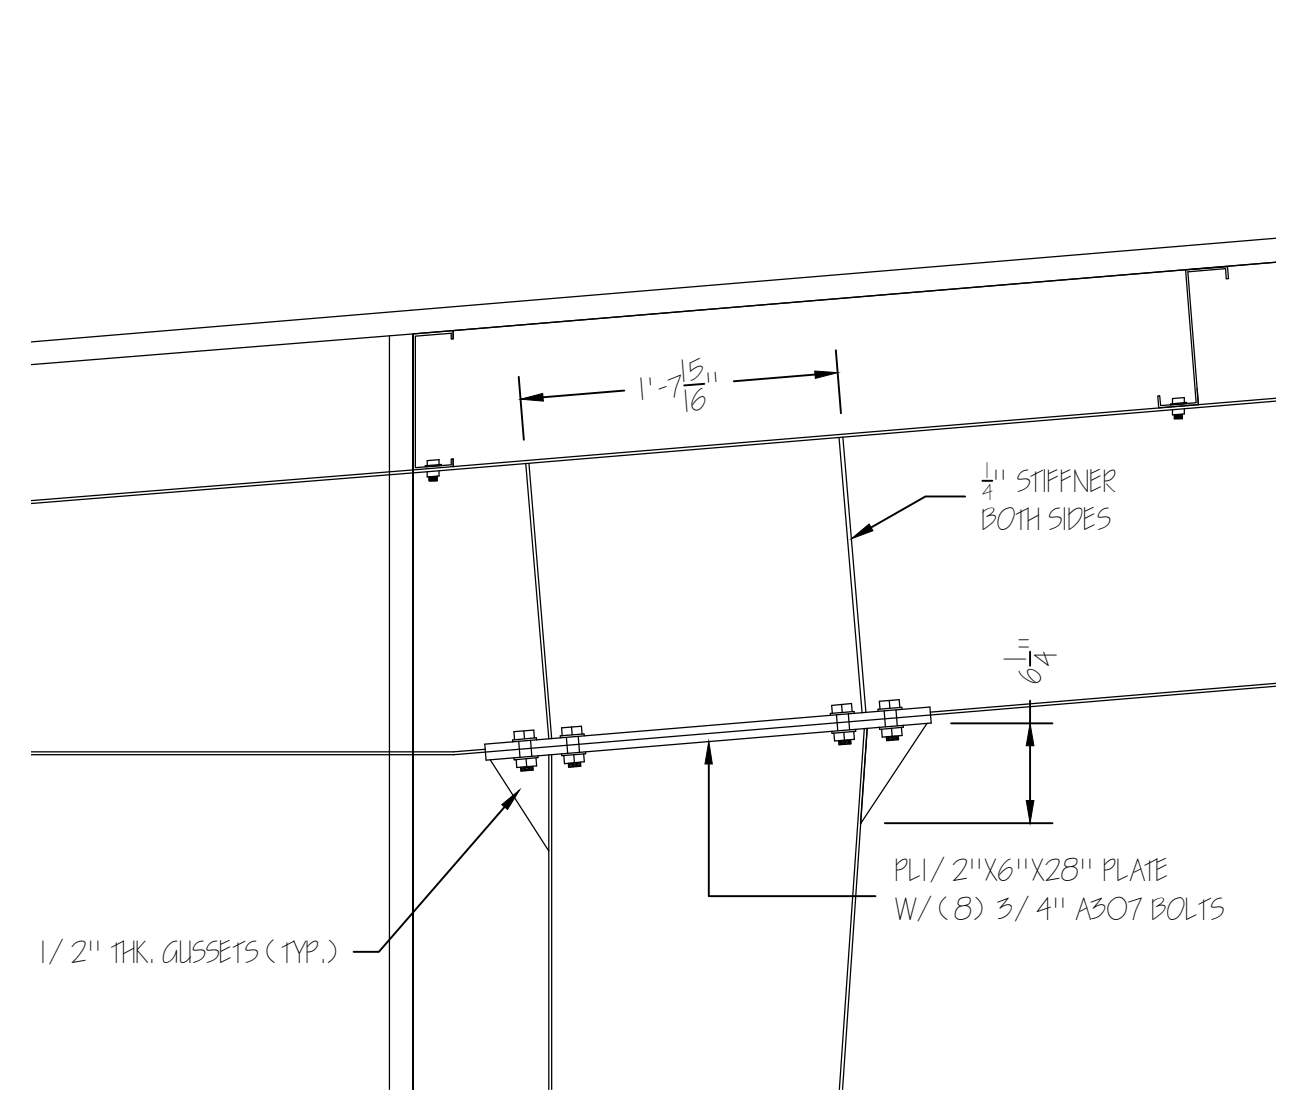 1'-7 15/16"
1/4" STIFFNER
BOTH SIDES
6 1/4"
PL1/2"X6"X28" PLATE
W/(8) 3/4" A307 BOLTS
1/2" THK. GUSSETS (TYP.)